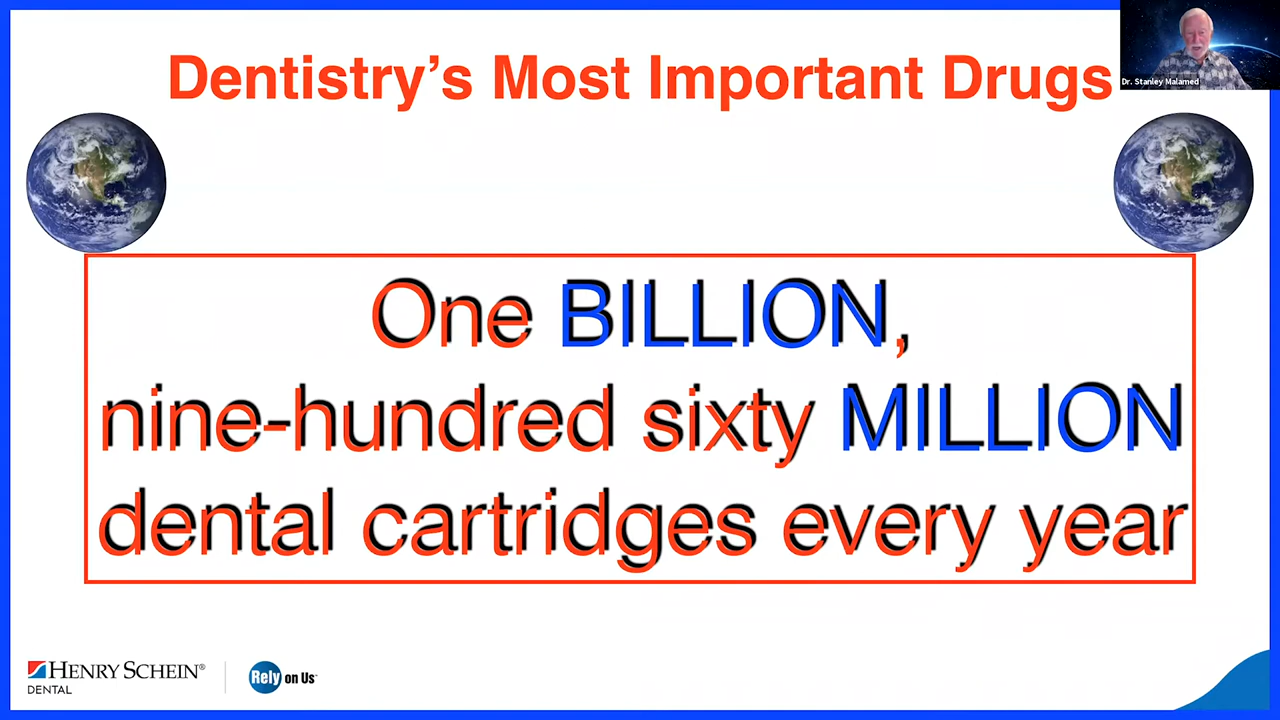 Dentistry’s Most Important Drugs
Dr. Stanley Malamed
One BILLION,
nine-hundred sixty MILLION
dental cartridges every year
HENRY SCHEIN®
DENTAL
Rely on Us™